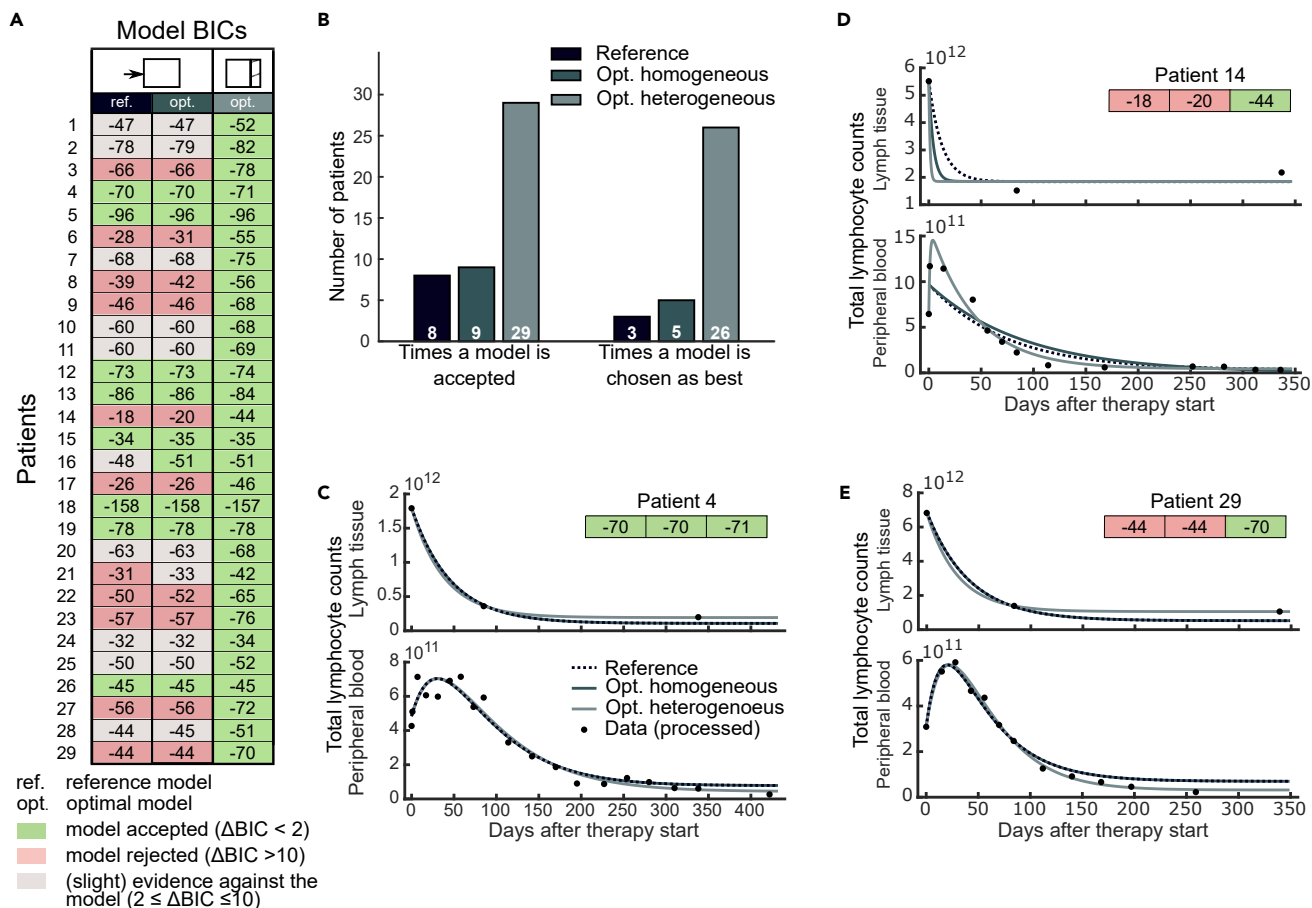 A
Model BICs
ref. opt. opt.
Patients
1 -47 -47 -52
2 -78 -79 -82
3 -66 -66 -78
4 -70 -70 -71
5 -96 -96 -96
6 -28 -31 -55
7 -68 -68 -75
8 -39 -42 -56
9 -46 -46 -68
10 -60 -60 -68
11 -60 -60 -69
12 -73 -73 -74
13 -86 -86 -84
14 -18 -20 -44
15 -34 -35 -35
16 -48 -51 -51
17 -26 -26 -46
18 -158 -158 -157
19 -78 -78 -78
20 -63 -63 -68
21 -31 -33 -42
22 -50 -52 -65
23 -57 -57 -76
24 -32 -32 -34
25 -50 -50 -52
26 -45 -45 -45
27 -56 -56 -72
28 -44 -45 -51
29 -44 -44 -70
ref. reference model
opt. optimal model
model accepted (ΔBIC < 2)
model rejected (ΔBIC >10)
(slight) evidence against the
model (2 ≤ ΔBIC ≤10)
B
Reference
Opt. homogeneous
Opt. heterogeneous
Number of patients
30
25
20
15
10
5
0
8 9 29 3 5 26
Times a model is accepted
Times a model is chosen as best
C
Patient 4
-70 -70 -71
Total lymphocyte counts
Lymph tissue
10^12
2
1.5
1
0.5
0
Peripheral blood
10^11
8
6
4
2
0
Reference
Opt. homogeneous
Opt. heterogenoeus
Data (processed)
0 50 100 150 200 250 300 350 400
Days after therapy start
D
Patient 14
-18 -20 -44
Total lymphocyte counts
Lymph tissue
10^12
6
5
4
3
2
1
Peripheral blood
10^11
15
10
5
0
0 50 100 150 200 250 300 350
Days after therapy start
E
Patient 29
-44 -44 -70
Total lymphocyte counts
Lymph tissue
10^12
8
6
4
2
0
Peripheral blood
10^11
6
4
2
0
0 50 100 150 200 250 300 350
Days after therapy start